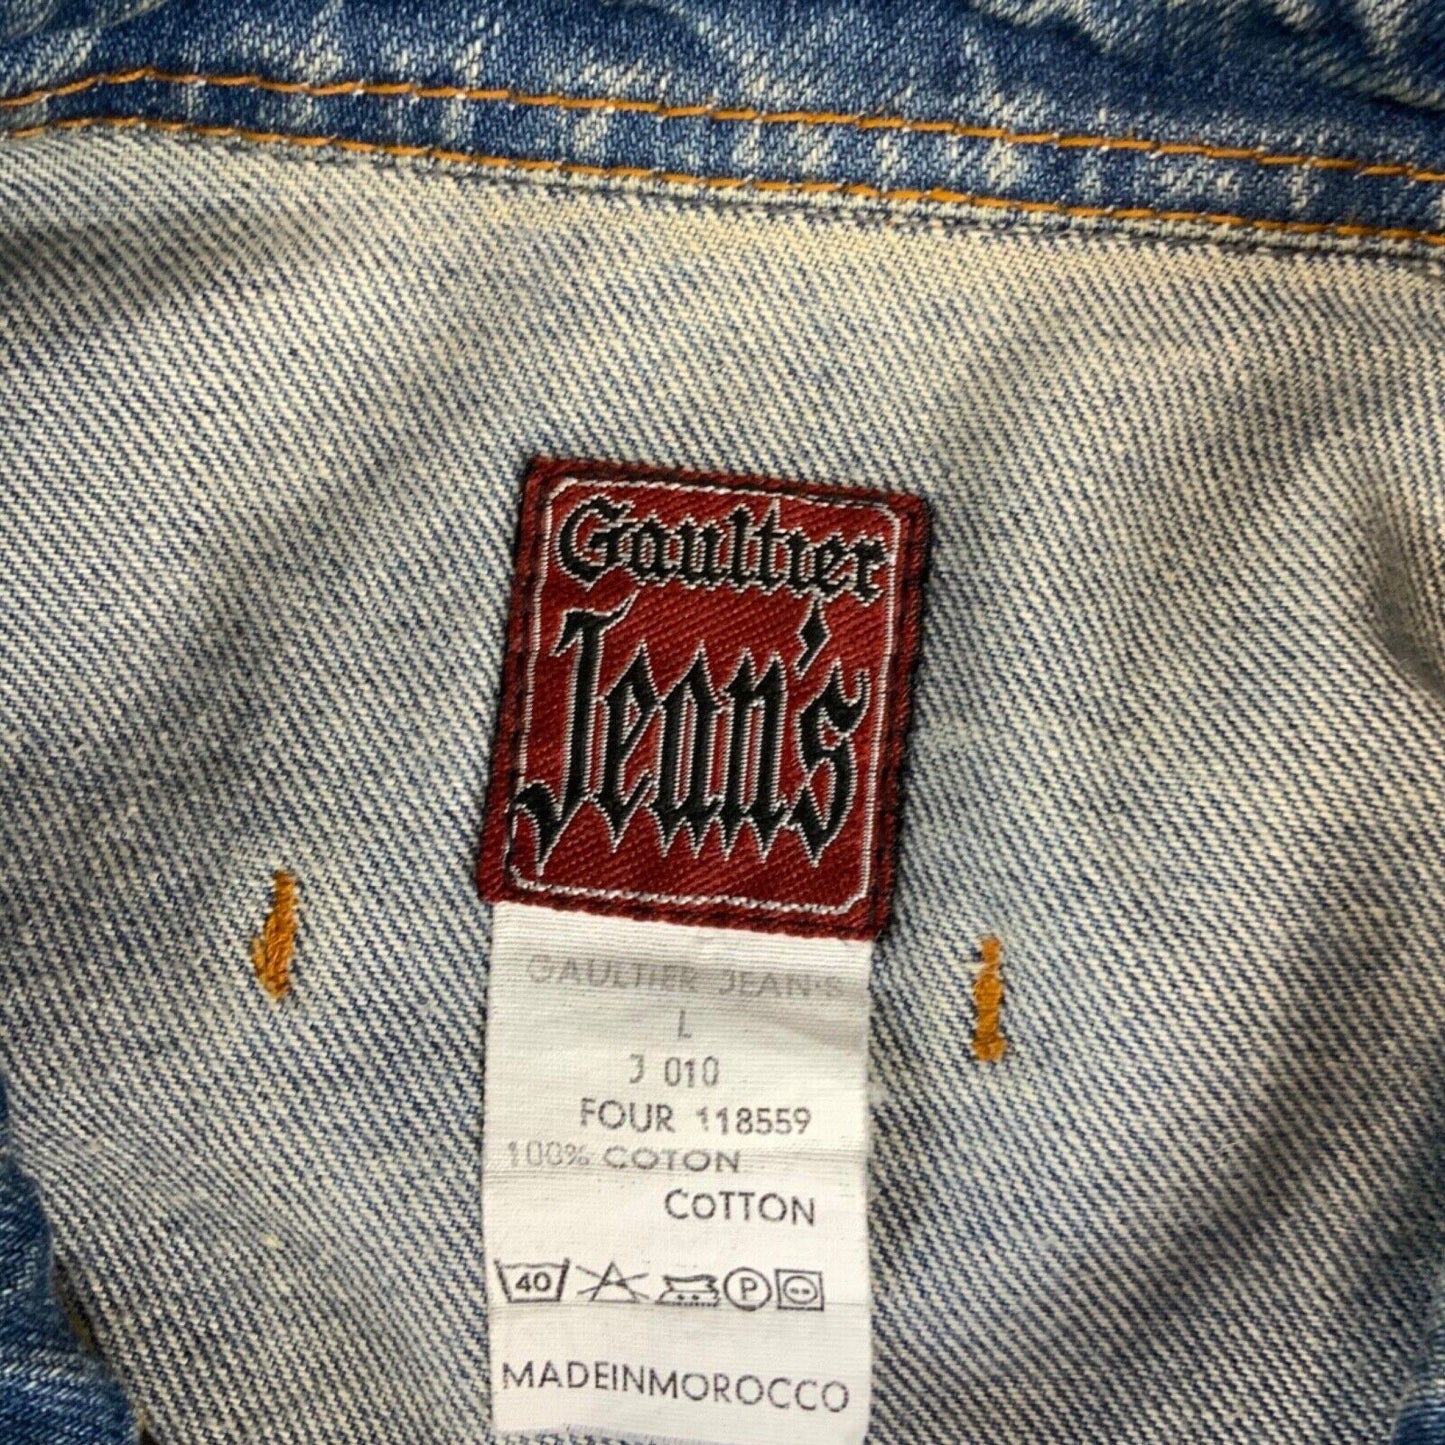 Gaultier
Jean's
GAULTIER JEAN'S
L
J 010
FOUR 118559
100% COTON
COTTON
40 P
MADEINMOROCCO